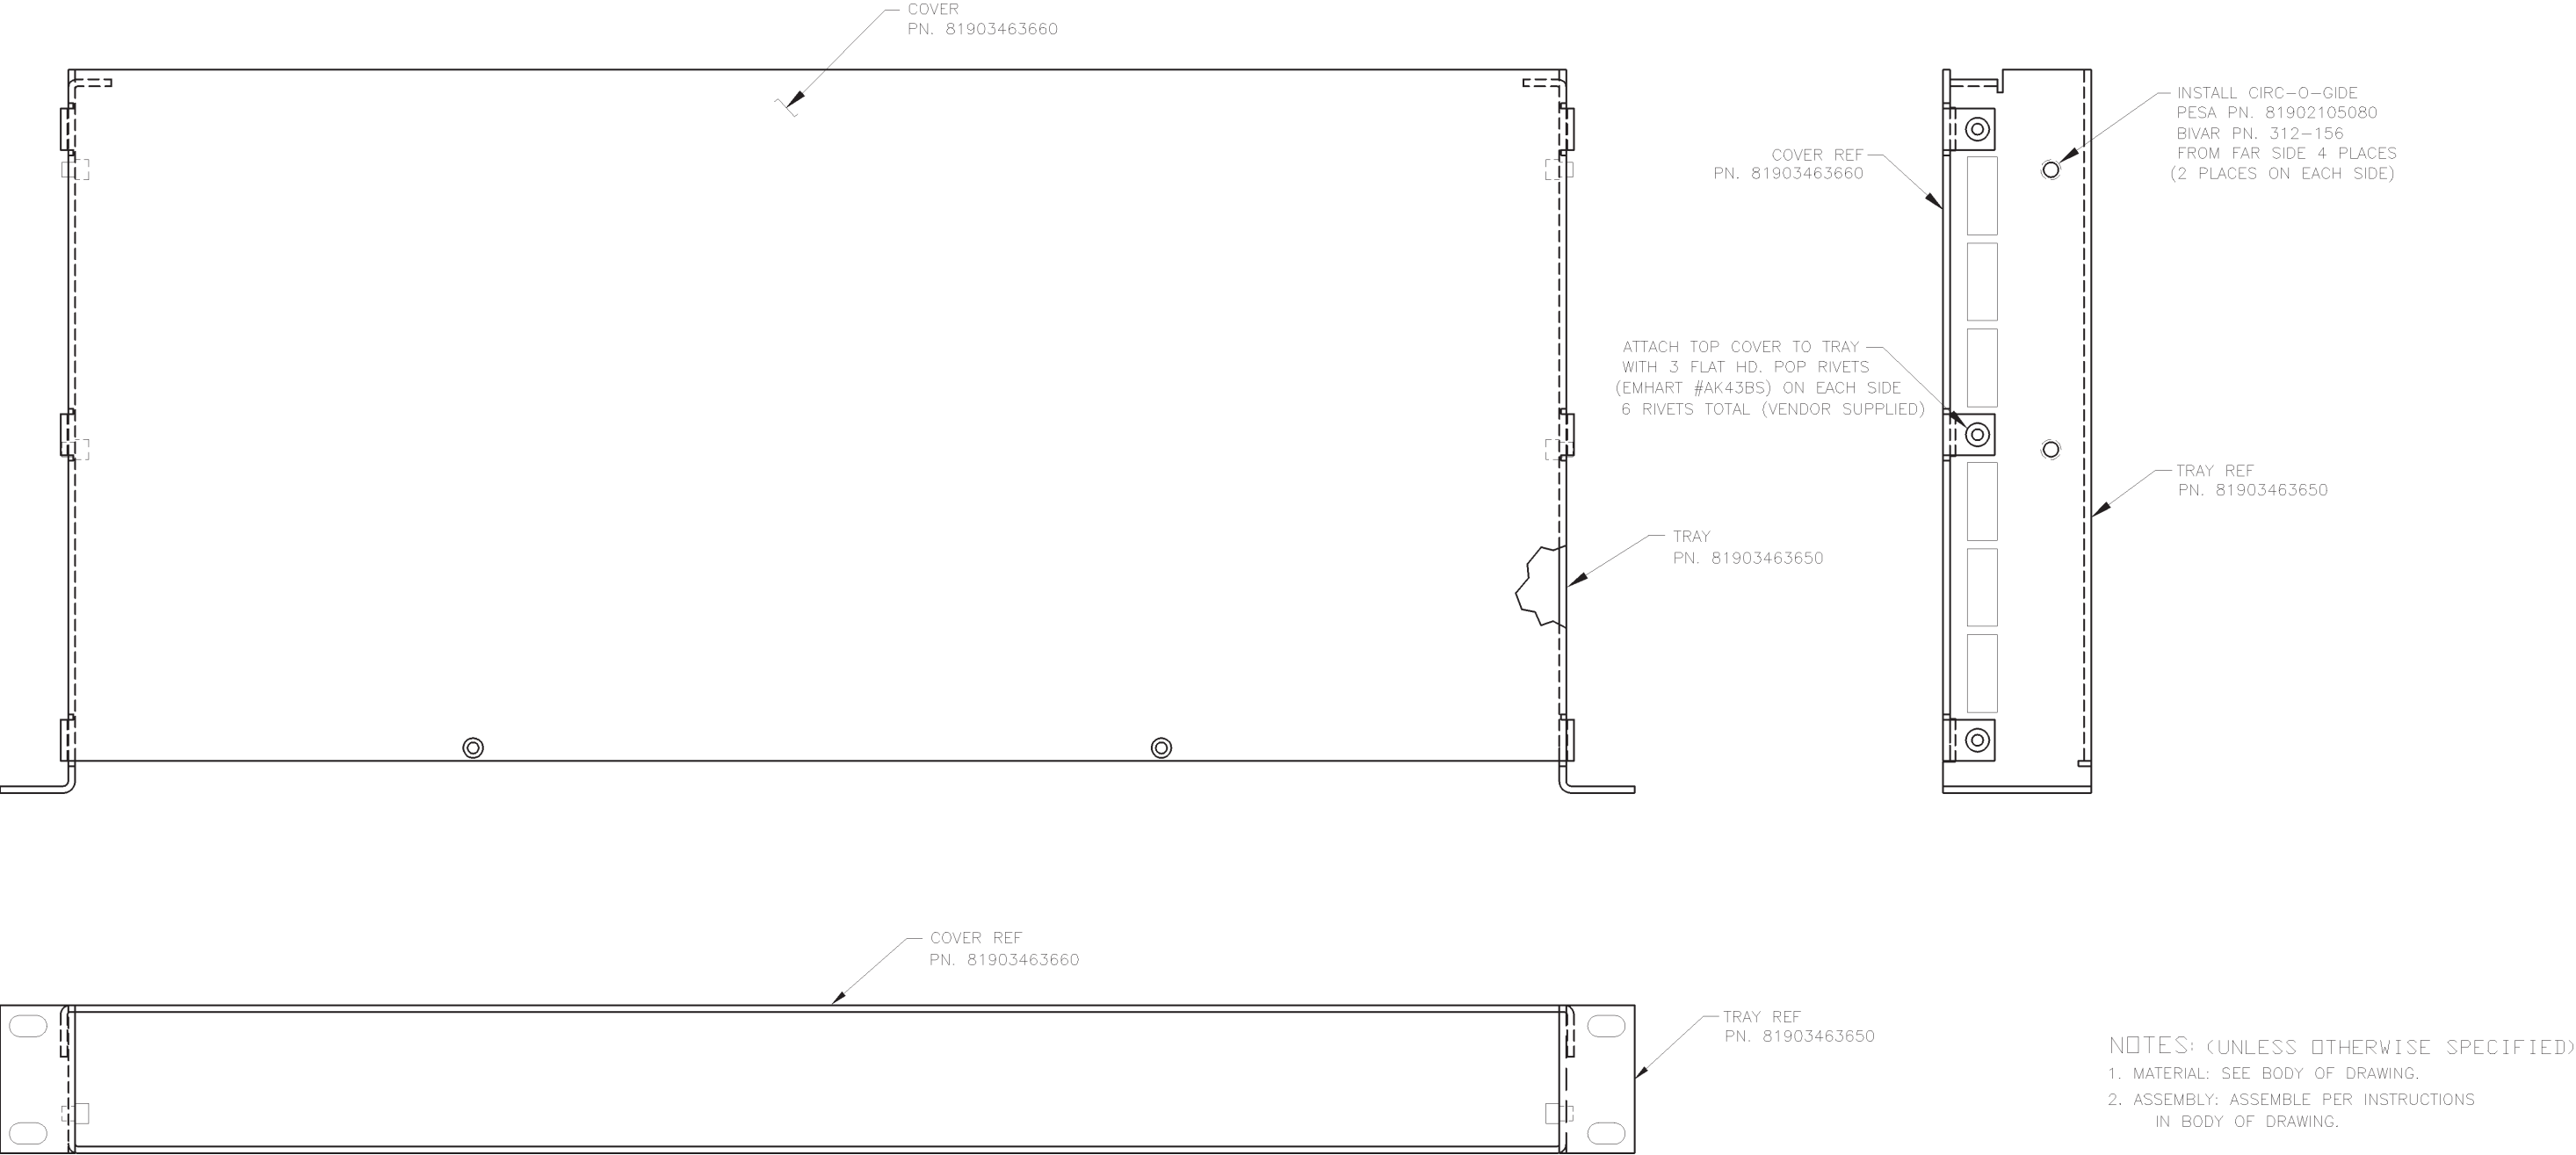 COVER
PN. 81903463660
INSTALL CIRC-O-GIDE
PESA PN. 81902105080
BIVAR PN. 312-156
FROM FAR SIDE 4 PLACES
(2 PLACES ON EACH SIDE)
COVER REF
PN. 81903463660
ATTACH TOP COVER TO TRAY
WITH 3 FLAT HD. POP RIVETS
(EMHART #AK43BS) ON EACH SIDE
6 RIVETS TOTAL (VENDOR SUPPLIED)
TRAY REF
PN. 81903463650
TRAY
PN. 81903463650
COVER REF
PN. 81903463660
TRAY REF
PN. 81903463650
NOTES: (UNLESS OTHERWISE SPECIFIED)
1. MATERIAL: SEE BODY OF DRAWING.
2. ASSEMBLY: ASSEMBLE PER INSTRUCTIONS
IN BODY OF DRAWING.